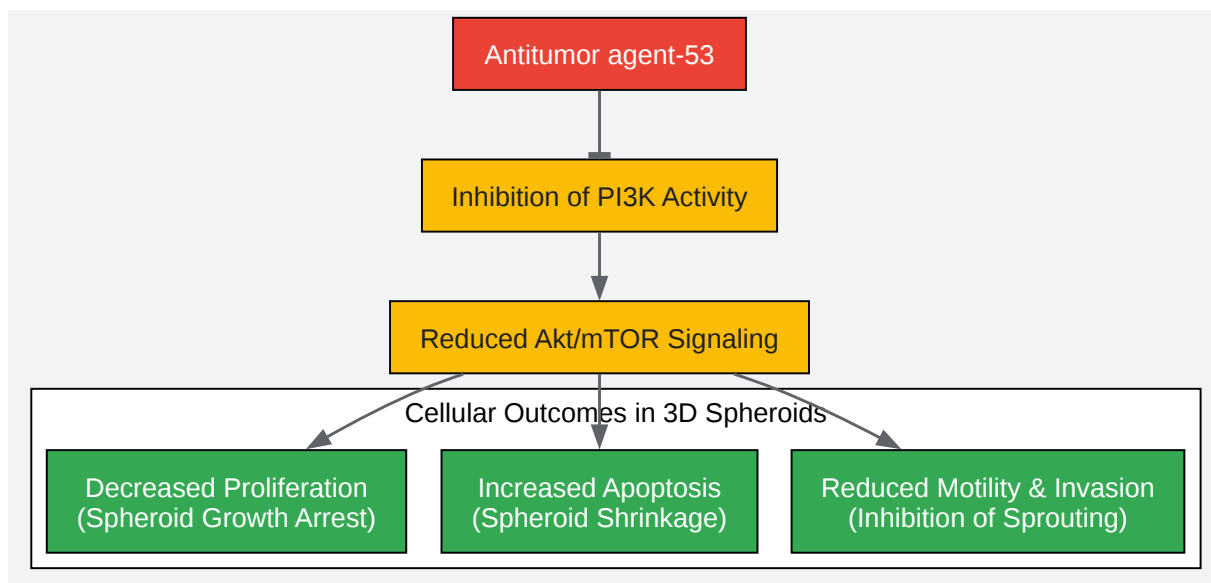 Antitumor agent-53
Inhibition of PI3K Activity
Reduced Akt/mTOR Signaling
Cellular Outcomes in 3D Spheroids
Decreased Proliferation
(Spheroid Growth Arrest)
Increased Apoptosis
(Spheroid Shrinkage)
Reduced Motility & Invasion
(Inhibition of Sprouting)